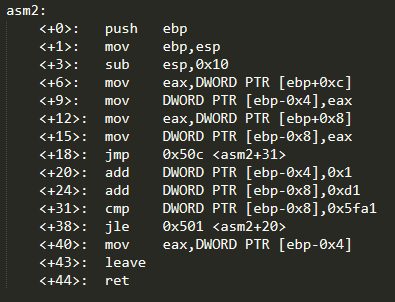 asm2:
<+0>: push ebp
<+1>: mov ebp,esp
<+3>: sub esp,0x10
<+6>: mov eax,DWORD PTR [ebp+0xc]
<+9>: mov DWORD PTR [ebp-0x4],eax
<+12>: mov eax,DWORD PTR [ebp+0x8]
<+15>: mov DWORD PTR [ebp-0x8],eax
<+18>: jmp 0x50c <asm2+31>
<+20>: add DWORD PTR [ebp-0x4],0x1
<+24>: add DWORD PTR [ebp-0x8],0xd1
<+31>: cmp DWORD PTR [ebp-0x8],0x5fa1
<+38>: jle 0x501 <asm2+20>
<+40>: mov eax,DWORD PTR [ebp-0x4]
<+43>: leave
<+44>: ret